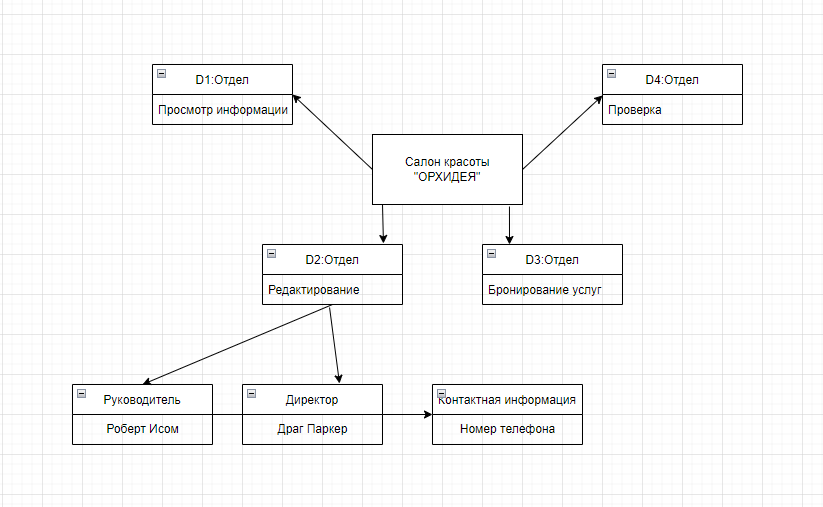 D1:Отдел
Просмотр информации
D4:Отдел
Проверка
Салон красоты
"ОРХИДЕЯ"
D2:Отдел
Редактирование
D3:Отдел
Бронирование услуг
Руководитель
Роберт Исом
Директор
Драг Паркер
Контактная информация
Номер телефона